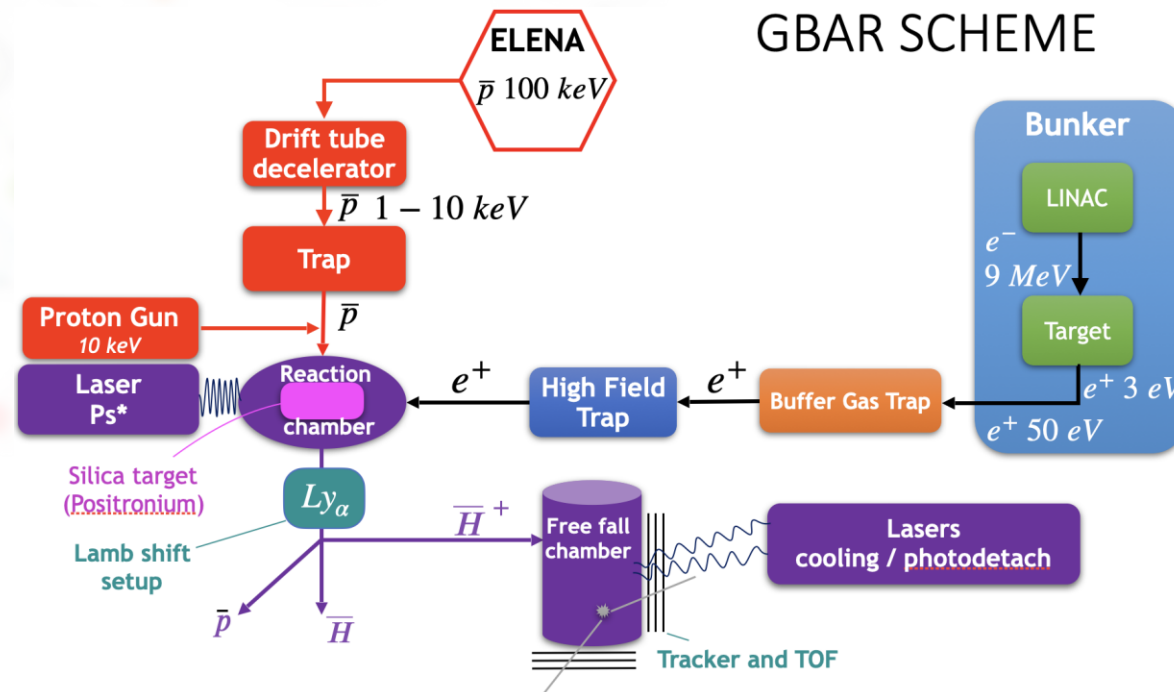 GBAR SCHEME
ELENA
p̅ 100 keV
Drift tube
decelerator
p̅ 1 – 10 keV
Trap
p̅
Proton Gun
10 keV
Laser
Ps*
Reaction
chamber
e⁺
High Field
Trap
e⁺
Buffer Gas Trap
Bunker
LINAC
e⁻
9 MeV
Target
e⁺ 3 eV
e⁺ 50 eV
Silica target
(Positronium)
Ly_α
Lamb shift
setup
p̅
H̅
H̅⁺
Free fall
chamber
Lasers
cooling / photodetach
Tracker and TOF